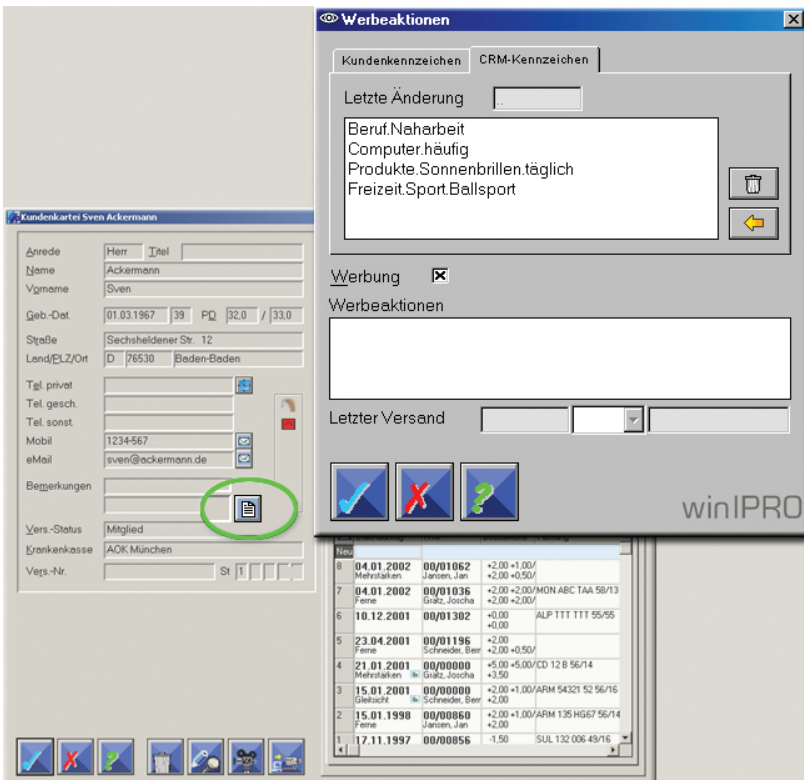 Werbeaktionen
Kundenkennzeichen CRM-Kennzeichen
Letzte Änderung ..
Beruf.Naharbeit
Computer.häufig
Produkte.Sonnenbrillen.täglich
Freizeit.Sport.Ballsport
Werbung
Werbeaktionen
Letzter Versand
winIPRO
Kundenkartei Sven Ackermann
Anrede Herr Titel
Name Ackermann
Vorname Sven
Geb.-Dat. 01.03.1967 39 PD 32,0 / 33,0
Straße Sechsheldener Str. 12
Land/PLZ/Ort D 76530 Baden-Baden
Tel. privat
Tel. gesch.
Tel. sonst.
Mobil 1234-567
eMail sven@ackermann.de
Bemerkungen
Vers.-Status Mitglied
Krankenkasse AOK München
Vers.-Nr. St 1
Neu
8 04.01.2002 00/01062 +2,00 +1,00/
Mehrstärken Jansen, Jan +2,00 +0,50/
7 04.01.2002 00/01036 +2,00 +2,00/ MON ABC TAA 58/13
Ferne Grätz, Joscha +2,00 +2,00/
6 10.12.2001 00/01302 +0,00 ALP TTT TTT 55/55
+0,00
5 23.04.2001 00/01196 +2,00
Ferne Schneider, Berr +2,00 +0,50/
4 21.01.2001 00/00000 +5,00 +5,00/ CD 12 B 56/14
Mehrstärken Grätz, Joscha +3,50
3 15.01.2001 00/00000 +2,00 +1,00/ ARM 54321 52 56/16
Gleitsicht Schneider, Berr +2,00
2 15.01.1998 00/00860 +2,00 +1,00/ ARM 135 HG67 56/14
Ferne Jansen, Jan +2,00
1 17.11.1997 00/00856 -1,50 SUL 132 006 49/16